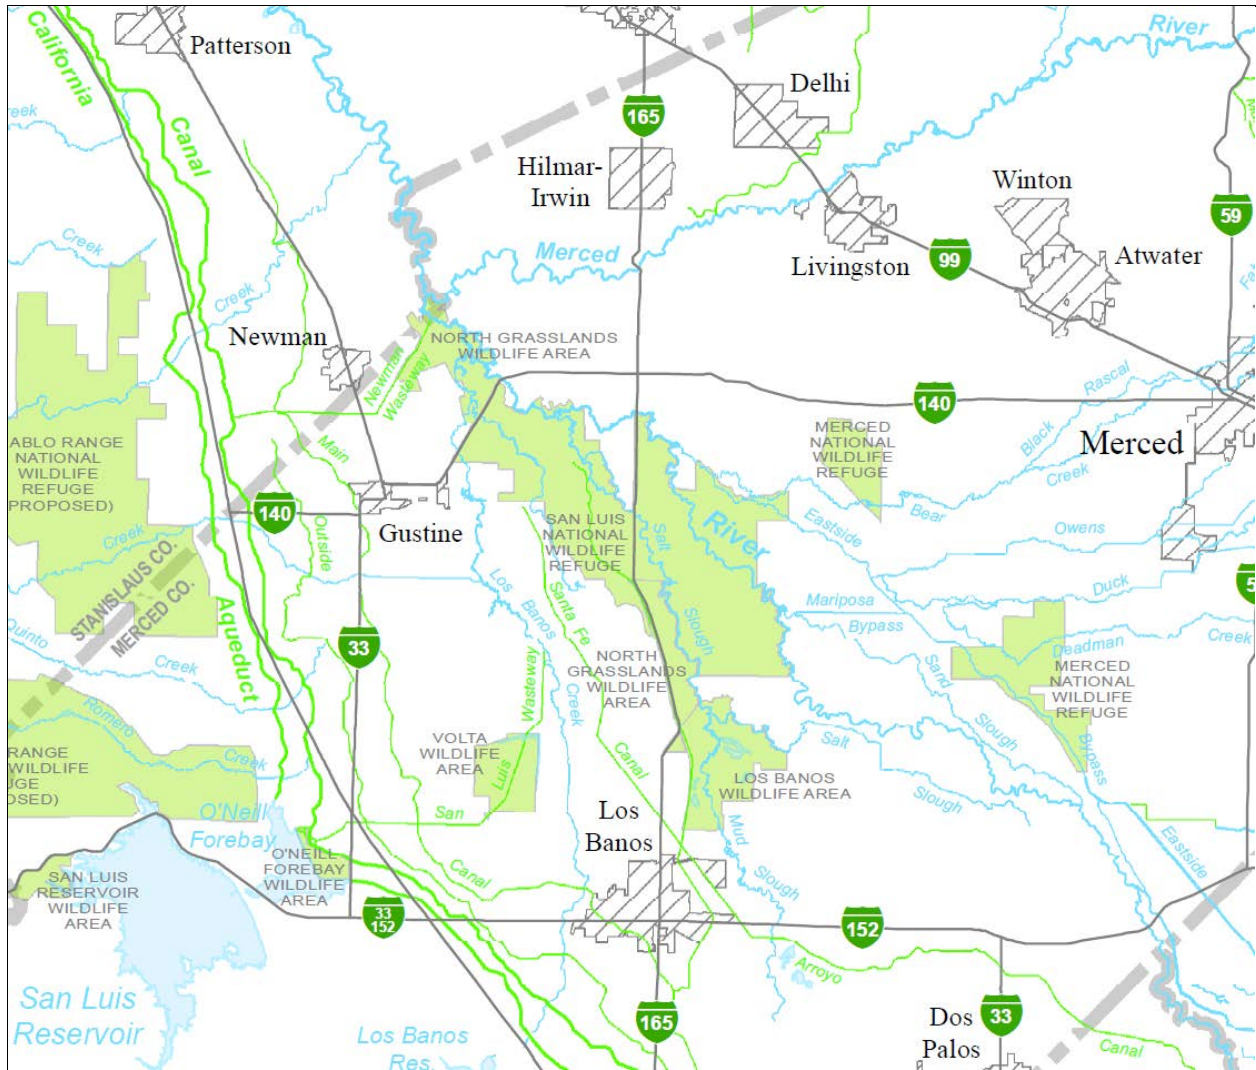 River
California
Patterson
Delhi
165
Creek
Canal
Hilmar-
Irwin
Winton
59
Merced
Livingston
99
Atwater
Creek
Creek
Newman
NORTH GRASSLANDS
WILDLIFE AREA
Newman
Wasteway
Rascal
140
Black
Creek
Merced
MERCED
NATIONAL
WILDLIFE
REFUGE
ABLO RANGE
NATIONAL
WILDLIFE
REFUGE
PROPOSED)
Main
140
Outside
Gustine
SAN LUIS
NATIONAL
WILDLIFE
REFUGE
Salt
Slough
River
Eastside
Bear
Owens
Creek
STANISLAUS CO.
MERCED CO.
Aqueduct
Los Banos
Creek
Santa Fe
Canal
Duck
5
Mariposa
Bypass
Quinto
Creek
33
Deadman
Creek
NORTH
GRASSLANDS
WILDLIFE
AREA
Sand
Slough
MERCED
NATIONAL
WILDLIFE
REFUGE
Bypass
Romero
Creek
RANGE
WILDLIFE
UGE
OSED)
VOLTA
WILDLIFE
AREA
San
Luis
Wasteway
Salt
Slough
LOS BANOS
WILDLIFE AREA
O'Neill
Forebay
Los
Banos
Mud
Slough
Eastside
O'NEILL
FOREBAY
WILDLIFE
AREA
SAN LUIS
RESERVOIR
WILDLIFE
AREA
Canal
33
152
152
Arroyo
Canal
San Luis
Reservoir
Los Banos
Res.
165
Dos
Palos
33